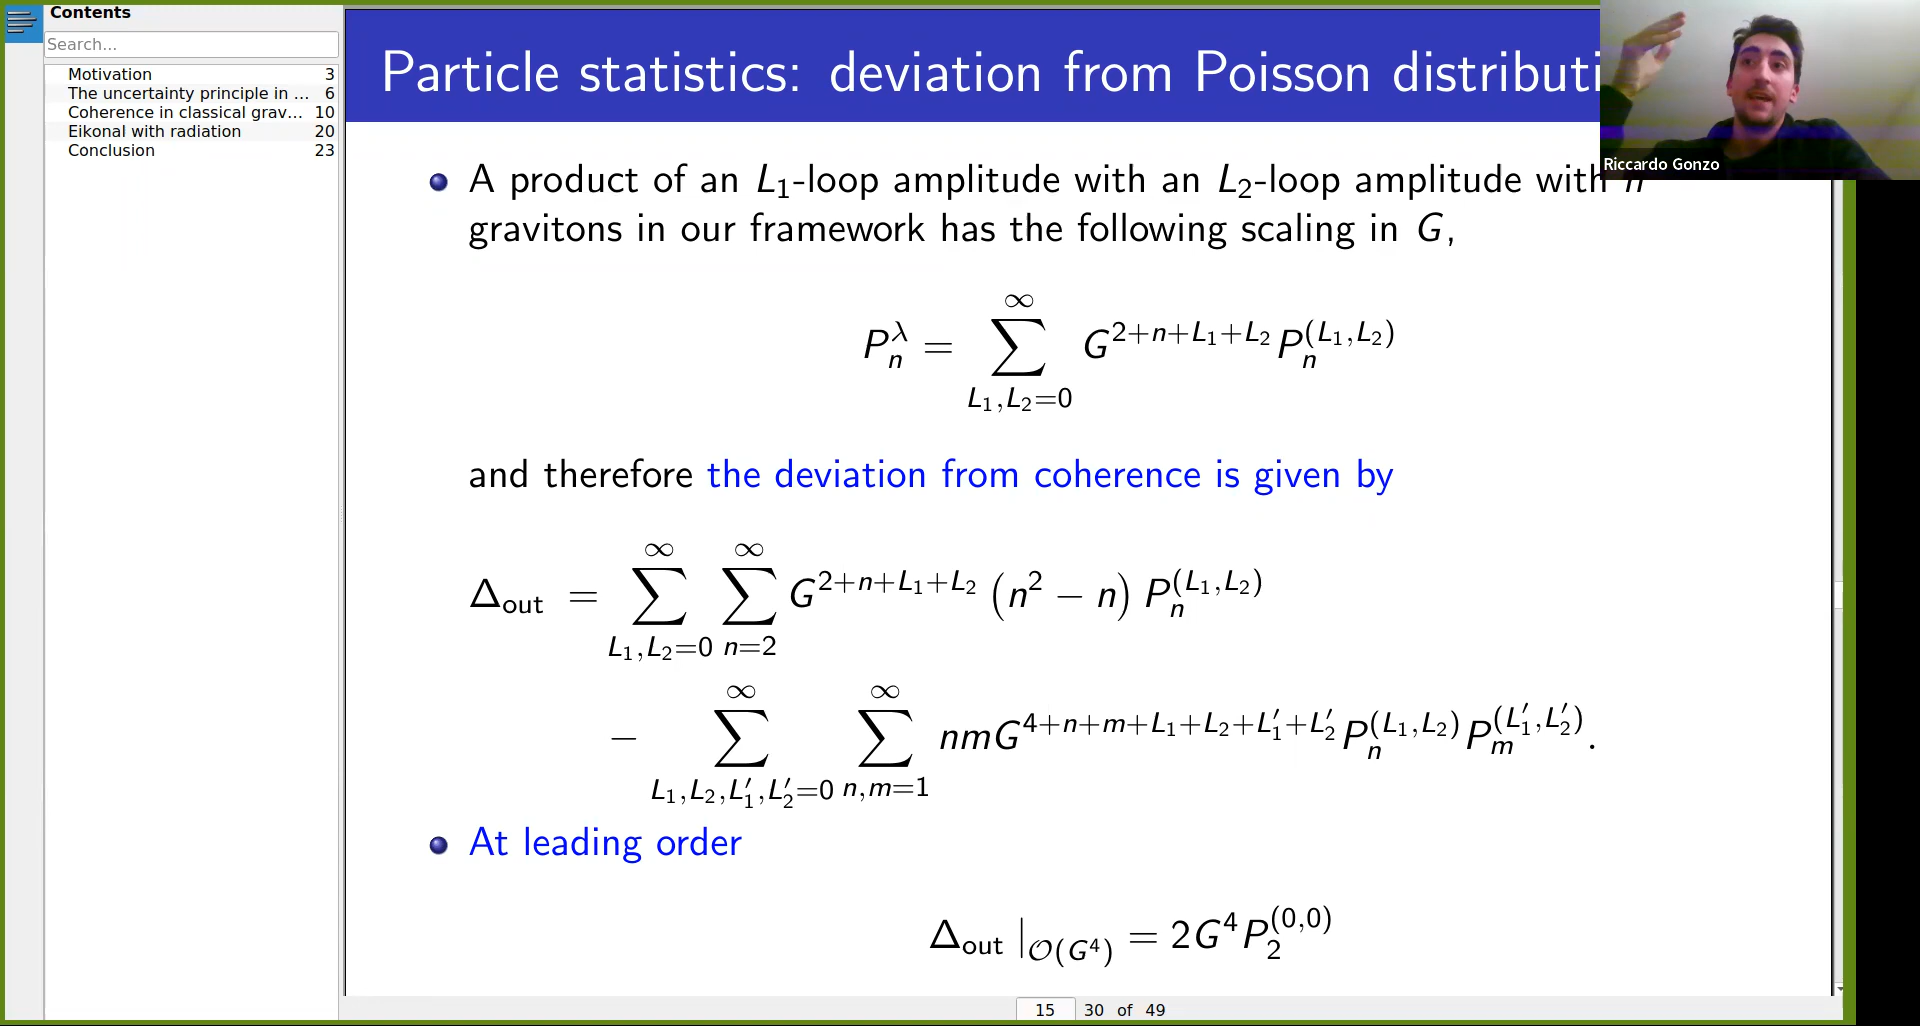 Contents
Search...
Motivation 3
The uncertainty principle in ... 6
Coherence in classical grav... 10
Eikonal with radiation 20
Conclusion 23
Particle statistics: deviation from Poisson
Riccardo Gonzo
A product of an L₁-loop amplitude with an L₂-loop amplitude with n
gravitons in our framework has the following scaling in G,
P_n^λ = ∑_{L₁,L₂=0}^∞ G^{2+n+L₁+L₂} P_n^{(L₁,L₂)}
and therefore the deviation from coherence is given by
Δ_out = ∑_{L₁,L₂=0}^∞ ∑_{n=2}^∞ G^{2+n+L₁+L₂} (n² − n) P_n^{(L₁,L₂)}
− ∑_{L₁,L₂,L₁′,L₂′=0}^∞ ∑_{n,m=1}^∞ nmG^{4+n+m+L₁+L₂+L₁′+L₂′} P_n^{(L₁,L₂)} P_m^{(L₁′,L₂′)}.
At leading order
Δ_out |_{𝒪(G⁴)} = 2G⁴P_2^{(0,0)}
15 30 of 49